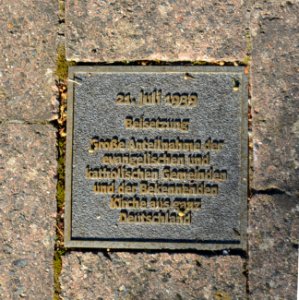 21. Juli 1939
Beisetzung
Große Anteilnahme der
evangelischen und
katholischen Gemeinden
und der Bekennenden
Kirche aus ganz
Deutschland